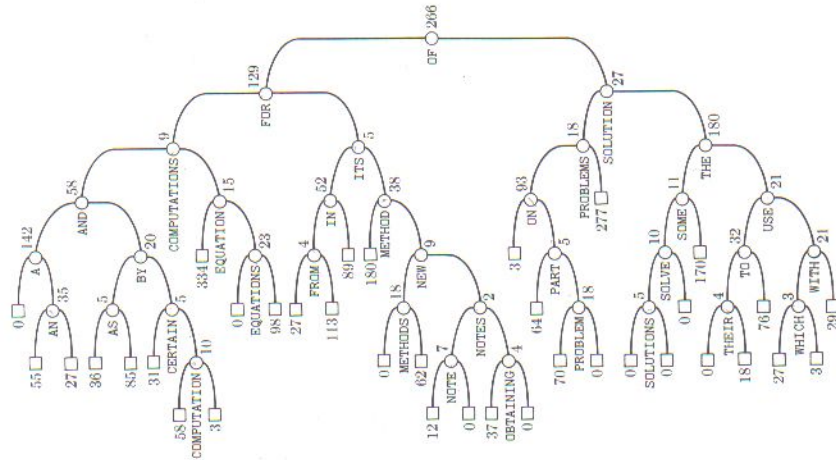 266
OF
129
FOR
27
SOLUTION
9
COMPUTATIONS
5
ITS
18
PROBLEMS
180
THE
58
AND
15
EQUATION
52
IN
38
METHOD
93
ON
277
11
SOME
21
USE
142
A
20
BY
334
23
EQUATIONS
4
FROM
89
180
9
NEW
3
5
PART
10
SOLVE
170
32
TO
21
WITH
0
35
AN
5
AS
5
CERTAIN
0
98
27
113
18
METHODS
2
NOTES
64
18
PROBLEM
5
SOLUTIONS
0
4
THEIR
76
3
WHICH
29
55
27
36
85
31
10
COMPUTATION
0
62
7
NOTE
4
OBTAINING
70
0
0
0
0
18
27
3
58
3
12
0
37
0